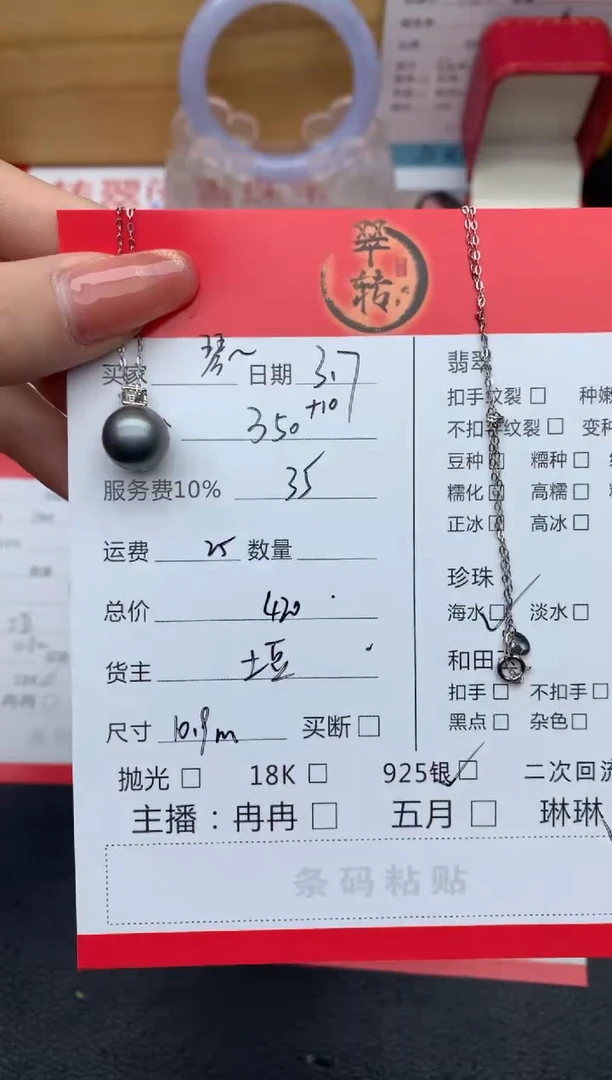 翠
转
买家 琴~ 日期 3.7
350 +10
服务费10% 35
运费 25 数量
总价 420
货主 土豆
尺寸 10.9m 买断
翡翠
扣手纹裂 种嫩
不扣手纹裂 变种
豆种 糯种
糯化 高糯
正冰 高冰
珍珠
海水 淡水
和田
扣手 不扣手
黑点 杂色
抛光 18K 925银 二次回流
主播：冉冉 五月 琳琳
条码粘贴